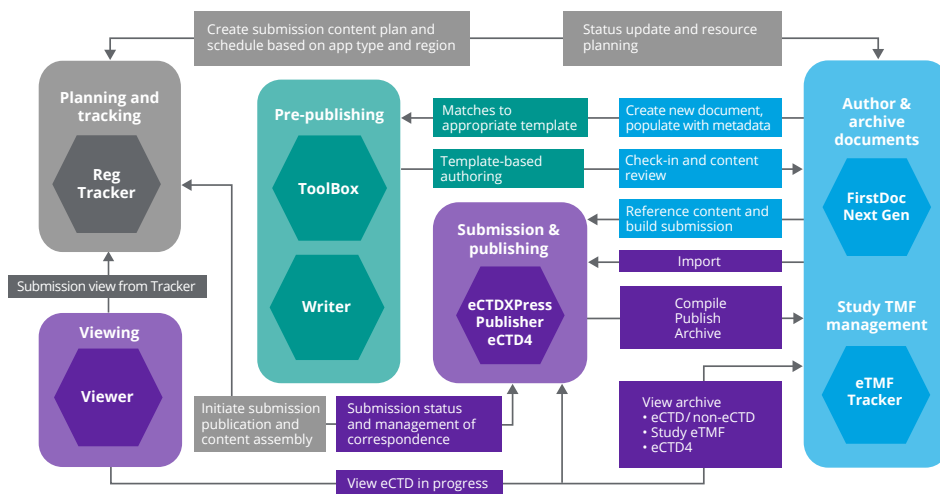 Create submission content plan and
schedule based on app type and region
Status update and resource
planning
Planning and
tracking
Reg
Tracker
Pre-publishing
ToolBox
Writer
Matches to
appropriate template
Create new document,
populate with metadata
Template-based
authoring
Check-in and content
review
Reference content and
build submission
Import
Author &
archive
documents
FirstDoc
Next Gen
Submission &
publishing
eCTDXPress
Publisher
eCTD4
Compile
Publish
Archive
Study TMF
management
eTMF
Tracker
Submission view from Tracker
Viewing
Viewer
Initiate submission
publication and
content assembly
Submission status
and management of
correspondence
View archive
• eCTD/non-eCTD
• Study eTMF
• eCTD4
View eCTD in progress